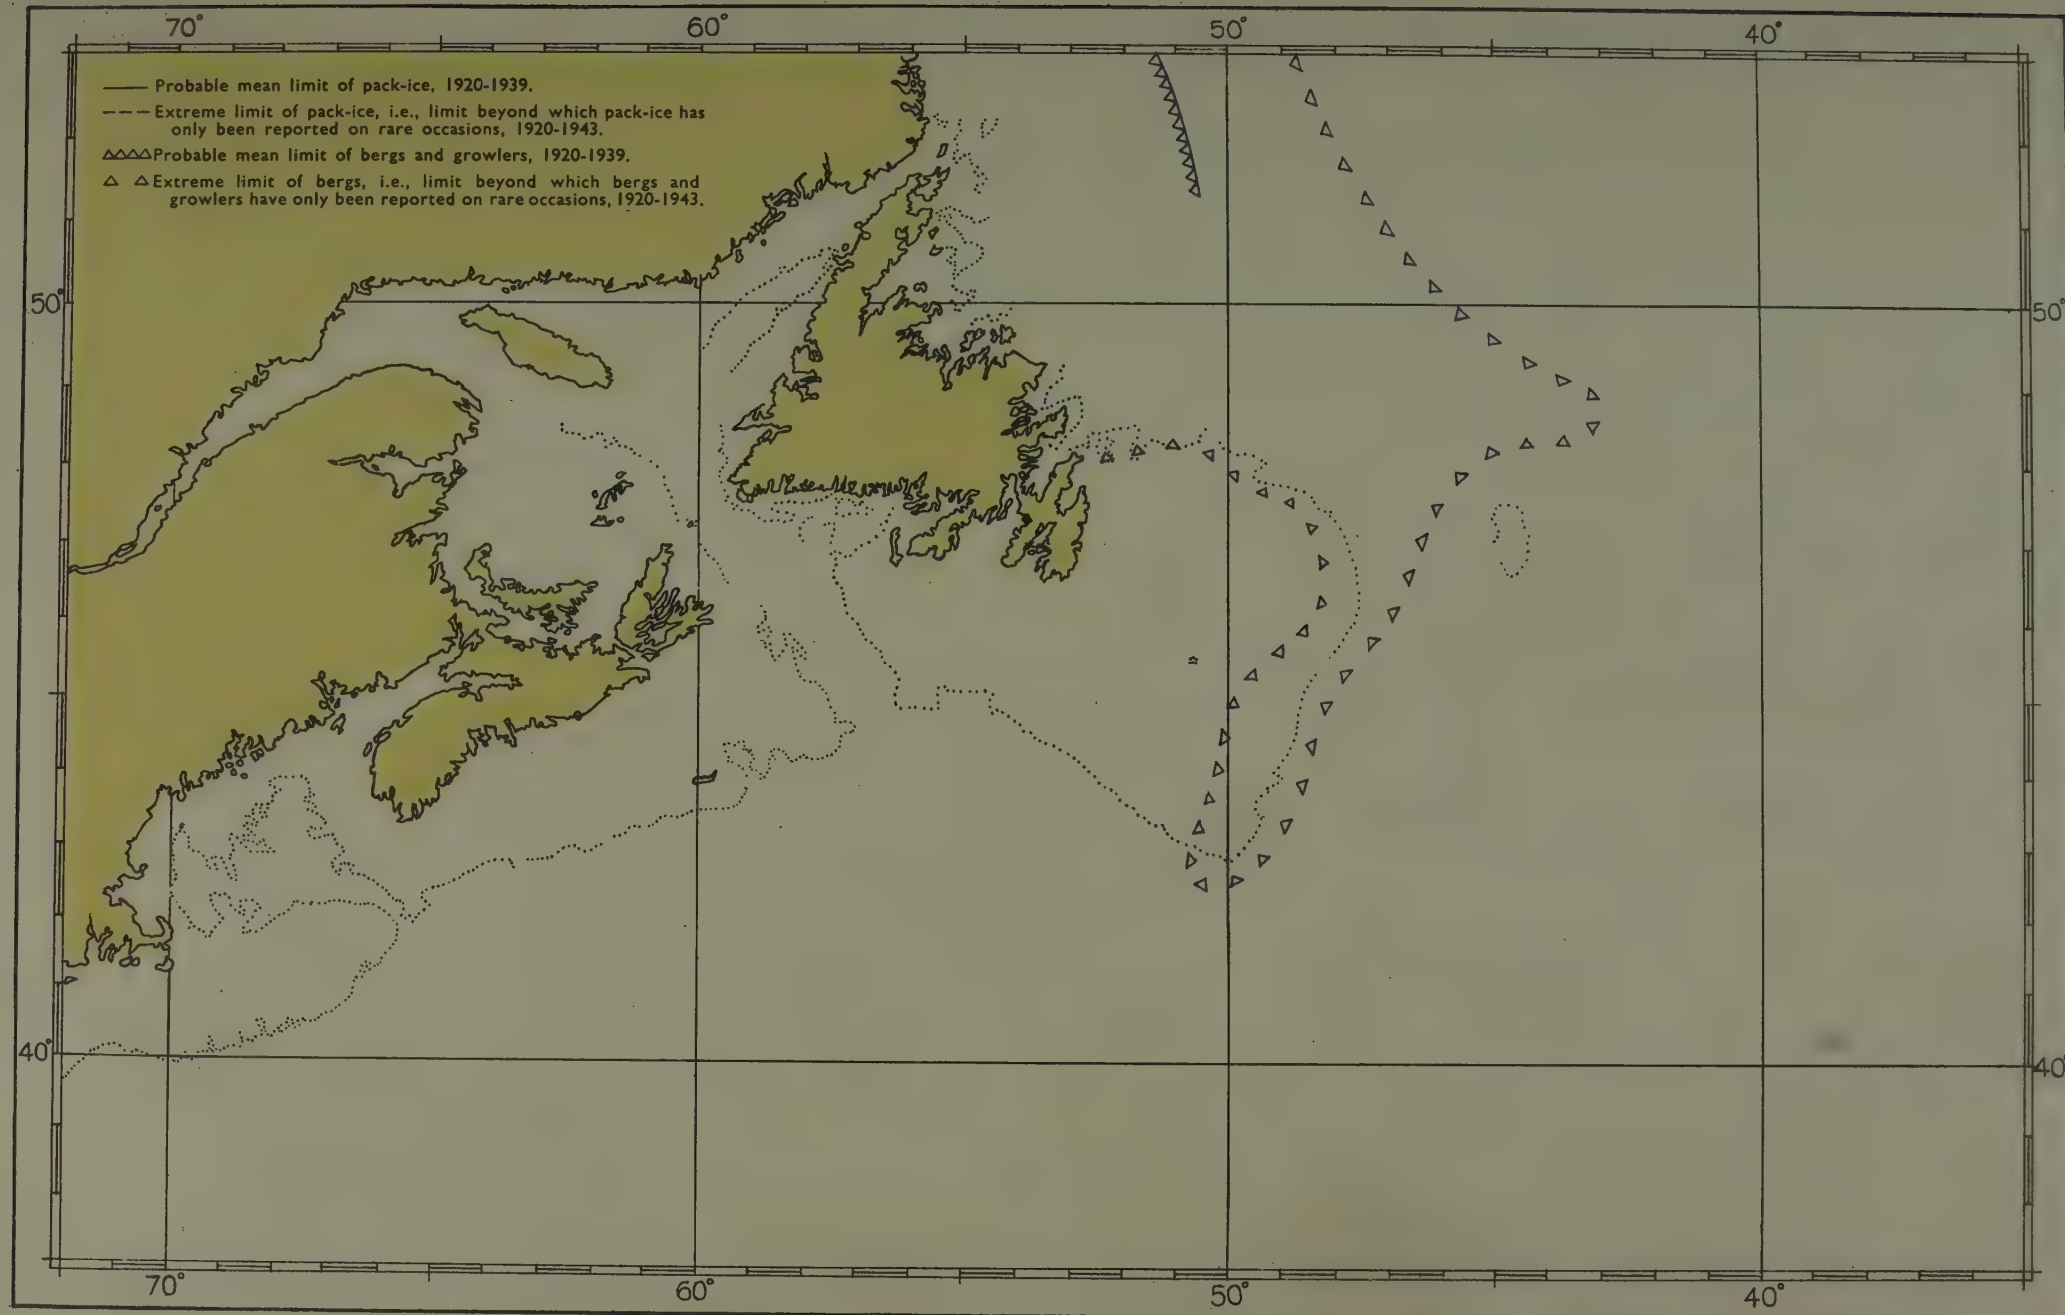 70° 60° 50° 40°
Probable mean limit of pack-ice, 1920-1939.
Extreme limit of pack-ice, i.e., limit beyond which pack-ice has
only been reported on rare occasions, 1920-1943.
Probable mean limit of bergs and growlers, 1920-1939.
Extreme limit of bergs, i.e., limit beyond which bergs and
growlers have only been reported on rare occasions, 1920-1943.
50° 50°
40° 40°
70° 60° 50° 40°